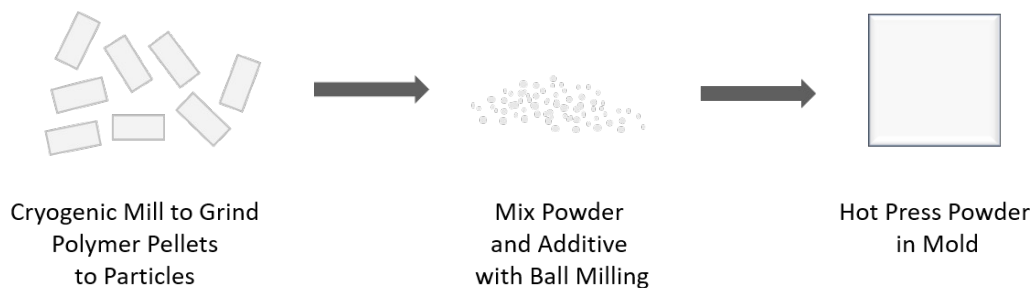 Cryogenic Mill to Grind
Polymer Pellets
to Particles
Mix Powder
and Additive
with Ball Milling
Hot Press Powder
in Mold